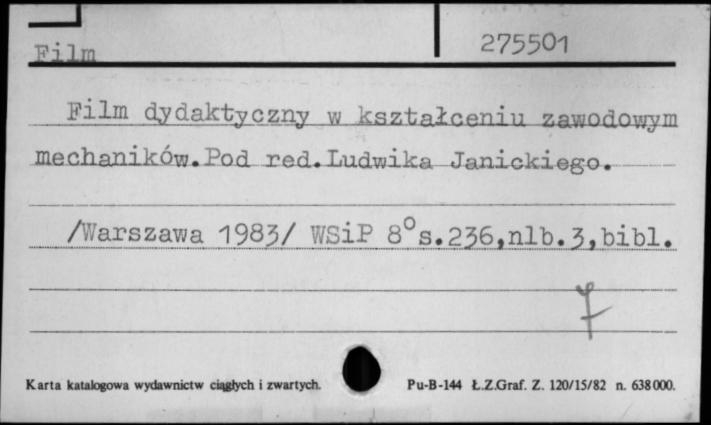 Film 275501
Film dydaktyczny w kształceniu zawodowym
mechaników.Pod red.Ludwika Janickiego.
/Warszawa 1983/ WSiP 8°s.236,nlb.3,bibl.
Karta katalogowa wydawnictw ciągłych i zwartych. Pu-B-144 Ł.Z.Graf. Z. 120/15/82 n. 638000.